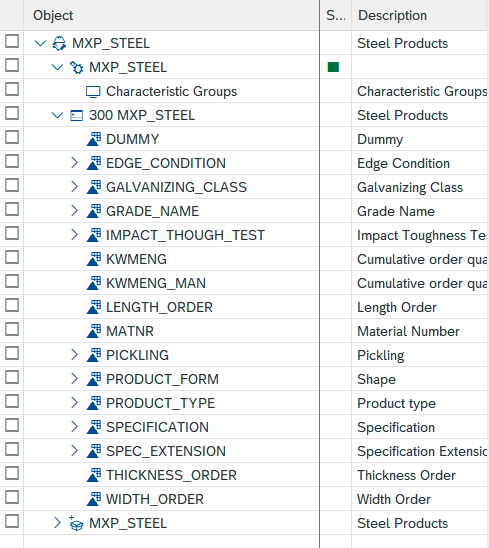 Object S... Description
MXP_STEEL Steel Products
MXP_STEEL
Characteristic Groups Characteristic Groups
300 MXP_STEEL Steel Products
DUMMY Dummy
EDGE_CONDITION Edge Condition
GALVANIZING_CLASS Galvanizing Class
GRADE_NAME Grade Name
IMPACT_THOUGH_TEST Impact Toughness Te
KWMENG Cumulative order qua
KWMENG_MAN Cumulative order qua
LENGTH_ORDER Length Order
MATNR Material Number
PICKLING Pickling
PRODUCT_FORM Shape
PRODUCT_TYPE Product type
SPECIFICATION Specification
SPEC_EXTENSION Specification Extensic
THICKNESS_ORDER Thickness Order
WIDTH_ORDER Width Order
MXP_STEEL Steel Products